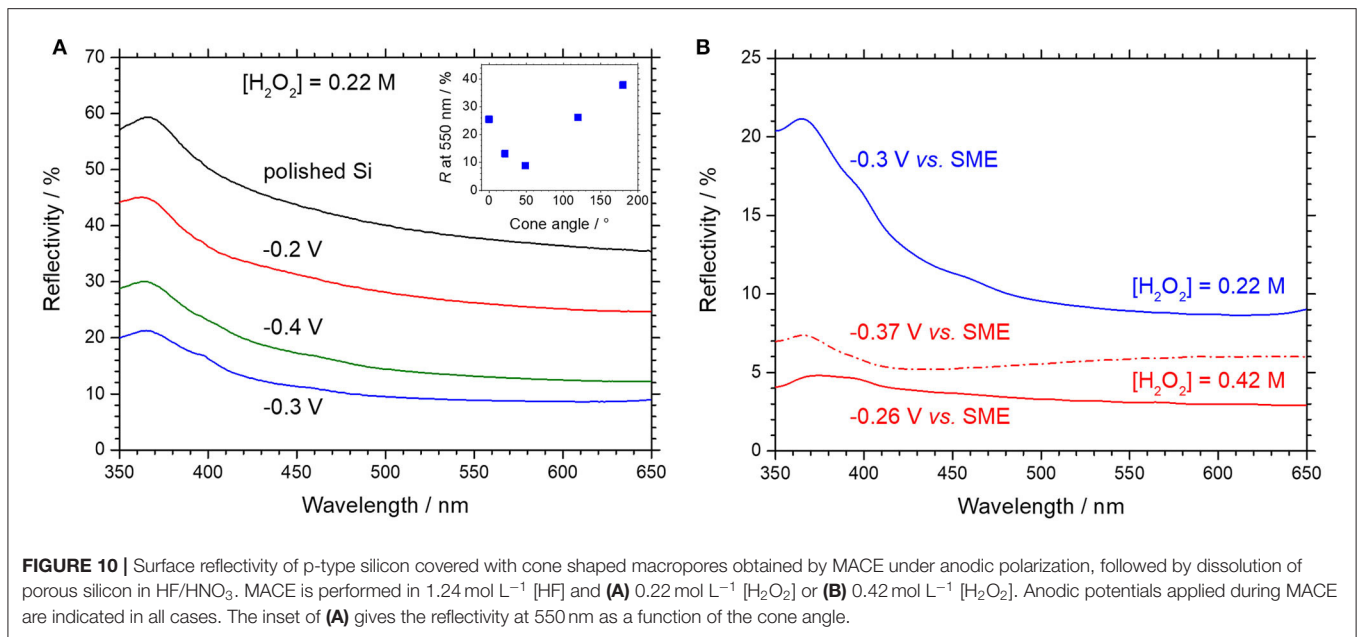 A
70
60
50
40
30
20
10
0
Reflectivity / %
[H₂O₂] = 0.22 M
polished Si
-0.2 V
-0.4 V
-0.3 V
350 400 450 500 550 600 650
Wavelength / nm
40
30
20
10
0
R at 550 nm / %
0 50 100 150 200
Cone angle / °
B
25
20
15
10
5
0
Reflectivity / %
-0.3 V vs. SME
[H₂O₂] = 0.22 M
-0.37 V vs. SME
[H₂O₂] = 0.42 M
-0.26 V vs. SME
350 400 450 500 550 600 650
Wavelength / nm
FIGURE 10 | Surface reflectivity of p-type silicon covered with cone shaped macropores obtained by MACE under anodic polarization, followed by dissolution of
porous silicon in HF/HNO₃. MACE is performed in 1.24 mol L⁻¹ [HF] and (A) 0.22 mol L⁻¹ [H₂O₂] or (B) 0.42 mol L⁻¹ [H₂O₂]. Anodic potentials applied during MACE
are indicated in all cases. The inset of (A) gives the reflectivity at 550 nm as a function of the cone angle.